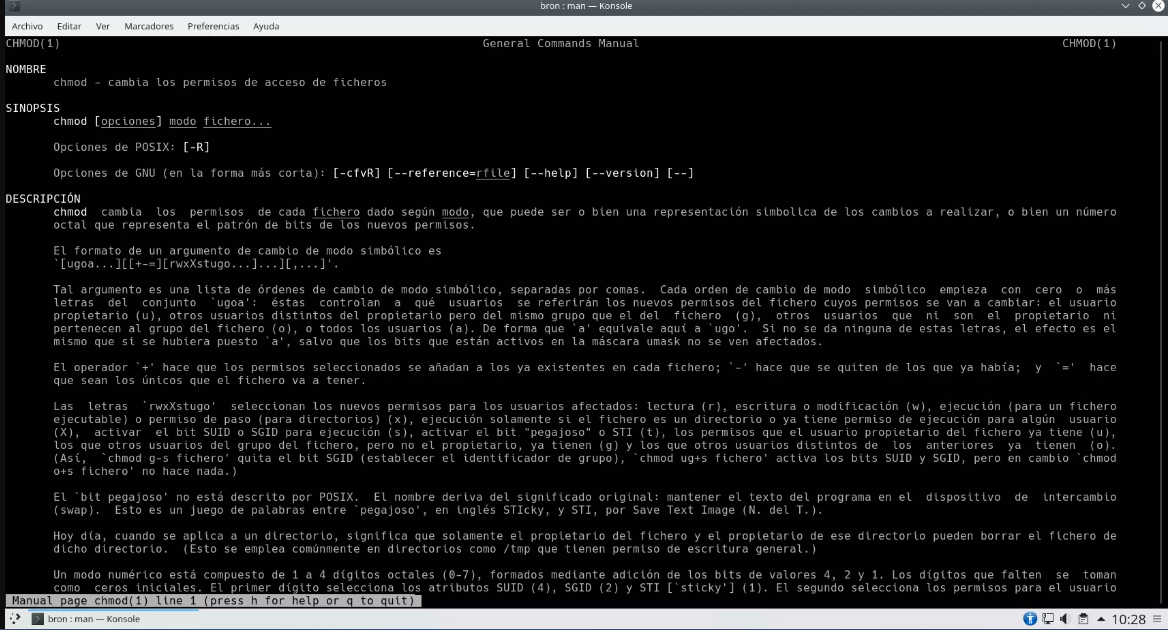 bron : man — Konsole
Archivo Editar Ver Marcadores Preferencias Ayuda
CHMOD(1) General Commands Manual CHMOD(1)
NOMBRE
chmod - cambia los permisos de acceso de ficheros
SINOPSIS
chmod [opciones] modo fichero...
Opciones de POSIX: [-R]
Opciones de GNU (en la forma más corta): [-cfvR] [--reference=rfile] [--help] [--version] [--]
DESCRIPCIÓN
chmod cambia los permisos de cada fichero dado según modo, que puede ser o bien una representación simbolica de los cambios a realizar, o bien un número
octal que representa el patrón de bits de los nuevos permisos.
El formato de un argumento de cambio de modo simbólico es
`[ugoa...][[+-=][rwxXstugo...]...][,...]'.
Tal argumento es una lista de órdenes de cambio de modo simbólico, separadas por comas. Cada orden de cambio de modo simbólico empieza con cero o más
letras del conjunto `ugoa': éstas controlan a qué usuarios se referirán los nuevos permisos del fichero cuyos permisos se van a cambiar: el usuario
propietario (u), otros usuarios distintos del propietario pero del mismo grupo que el del fichero (g), otros usuarios que ni son el propietario ni
pertenecen al grupo del fichero (o), o todos los usuarios (a). De forma que `a' equivale aquí a `ugo'. Si no se da ninguna de estas letras, el efecto es el
mismo que si se hubiera puesto `a', salvo que los bits que están activos en la máscara umask no se ven afectados.
El operador `+' hace que los permisos seleccionados se añadan a los ya existentes en cada fichero; `-' hace que se quiten de los que ya había; y `=' hace
que sean los únicos que el fichero va a tener.
Las letras `rwxXstugo' seleccionan los nuevos permisos para los usuarios afectados: lectura (r), escritura o modificación (w), ejecución (para un fichero
ejecutable) o permiso de paso (para directorios) (x), ejecución solamente si el fichero es un directorio o ya tiene permiso de ejecución para algún usuario
(X), activar el bit SUID o SGID para ejecución (s), activar el bit "pegajoso" o STI (t), los permisos que el usuario propietario del fichero ya tiene (u),
los que otros usuarios del grupo del fichero, pero no el propietario, ya tienen (g) y los que otros usuarios distintos de los anteriores ya tienen (o).
(Así, `chmod g-s fichero' quita el bit SGID (establecer el identificador de grupo), `chmod ug+s fichero' activa los bits SUID y SGID, pero en cambio `chmod
o+s fichero' no hace nada.)
El `bit pegajoso' no está descrito por POSIX. El nombre deriva del significado original: mantener el texto del programa en el dispositivo de intercambio
(swap). Esto es un juego de palabras entre `pegajoso', en inglés STIcky, y STI, por Save Text Image (N. del T.).
Hoy día, cuando se aplica a un directorio, significa que solamente el propietario del fichero y el propietario de ese directorio pueden borrar el fichero de
dicho directorio. (Esto se emplea comúnmente en directorios como /tmp que tienen permiso de escritura general.)
Un modo numérico está compuesto de 1 a 4 dígitos octales (0-7), formados mediante adición de los bits de valores 4, 2 y 1. Los dígitos que falten se toman
como ceros iniciales. El primer dígito selecciona los atributos SUID (4), SGID (2) y STI [`sticky'] (1). El segundo selecciona los permisos para el usuario
Manual page chmod(1) line 1 (press h for help or q to quit)
bron : man — Konsole 10:28